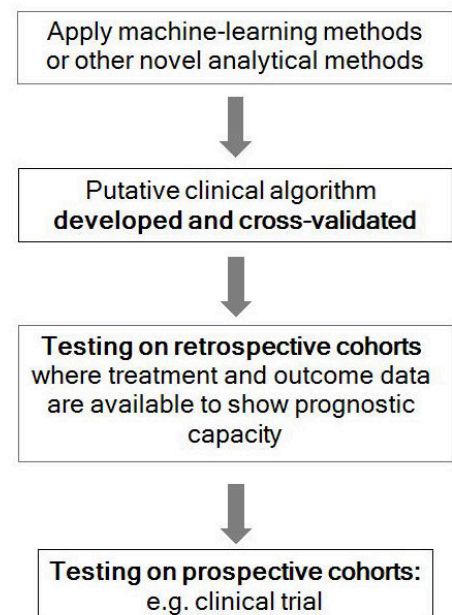 Apply machine-learning methods
or other novel analytical methods
Putative clinical algorithm
developed and cross-validated
Testing on retrospective cohorts
where treatment and outcome data
are available to show prognostic
capacity
Testing on prospective cohorts:
e.g. clinical trial